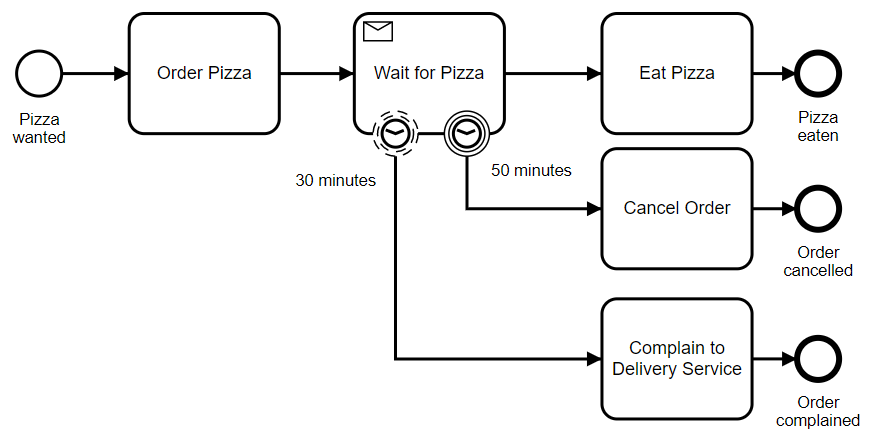 Pizza
wanted
Order Pizza
Wait for Pizza
Eat Pizza
Pizza
eaten
30 minutes
50 minutes
Cancel Order
Order
cancelled
Complain to
Delivery Service
Order
complained